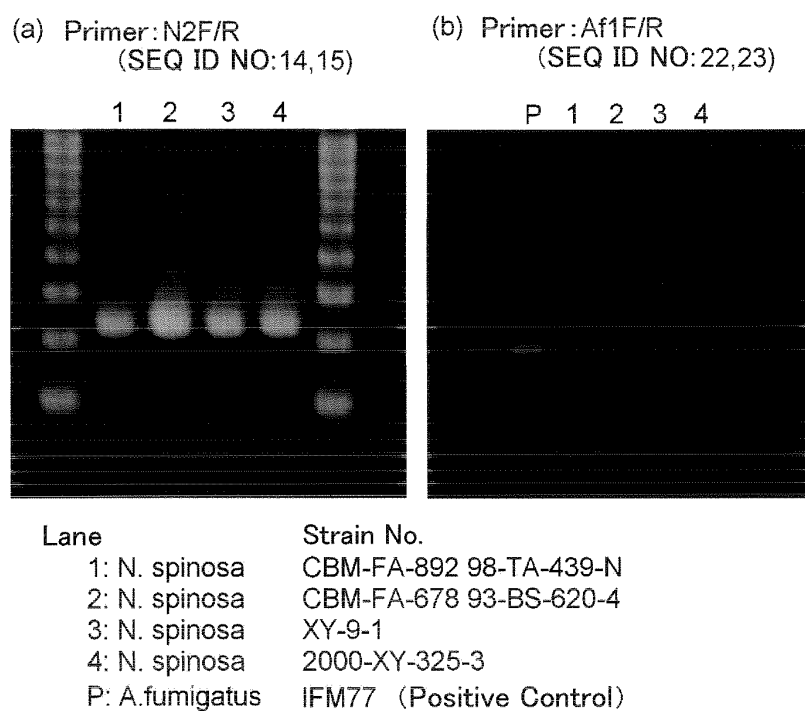 (a) Primer:N2F/R
(SEQ ID NO:14,15)
1 2 3 4
(b) Primer:Af1F/R
(SEQ ID NO:22,23)
P 1 2 3 4
Lane Strain No.
1: N. spinosa CBM-FA-892 98-TA-439-N
2: N. spinosa CBM-FA-678 93-BS-620-4
3: N. spinosa XY-9-1
4: N. spinosa 2000-XY-325-3
P: A.fumigatus IFM77 (Positive Control)